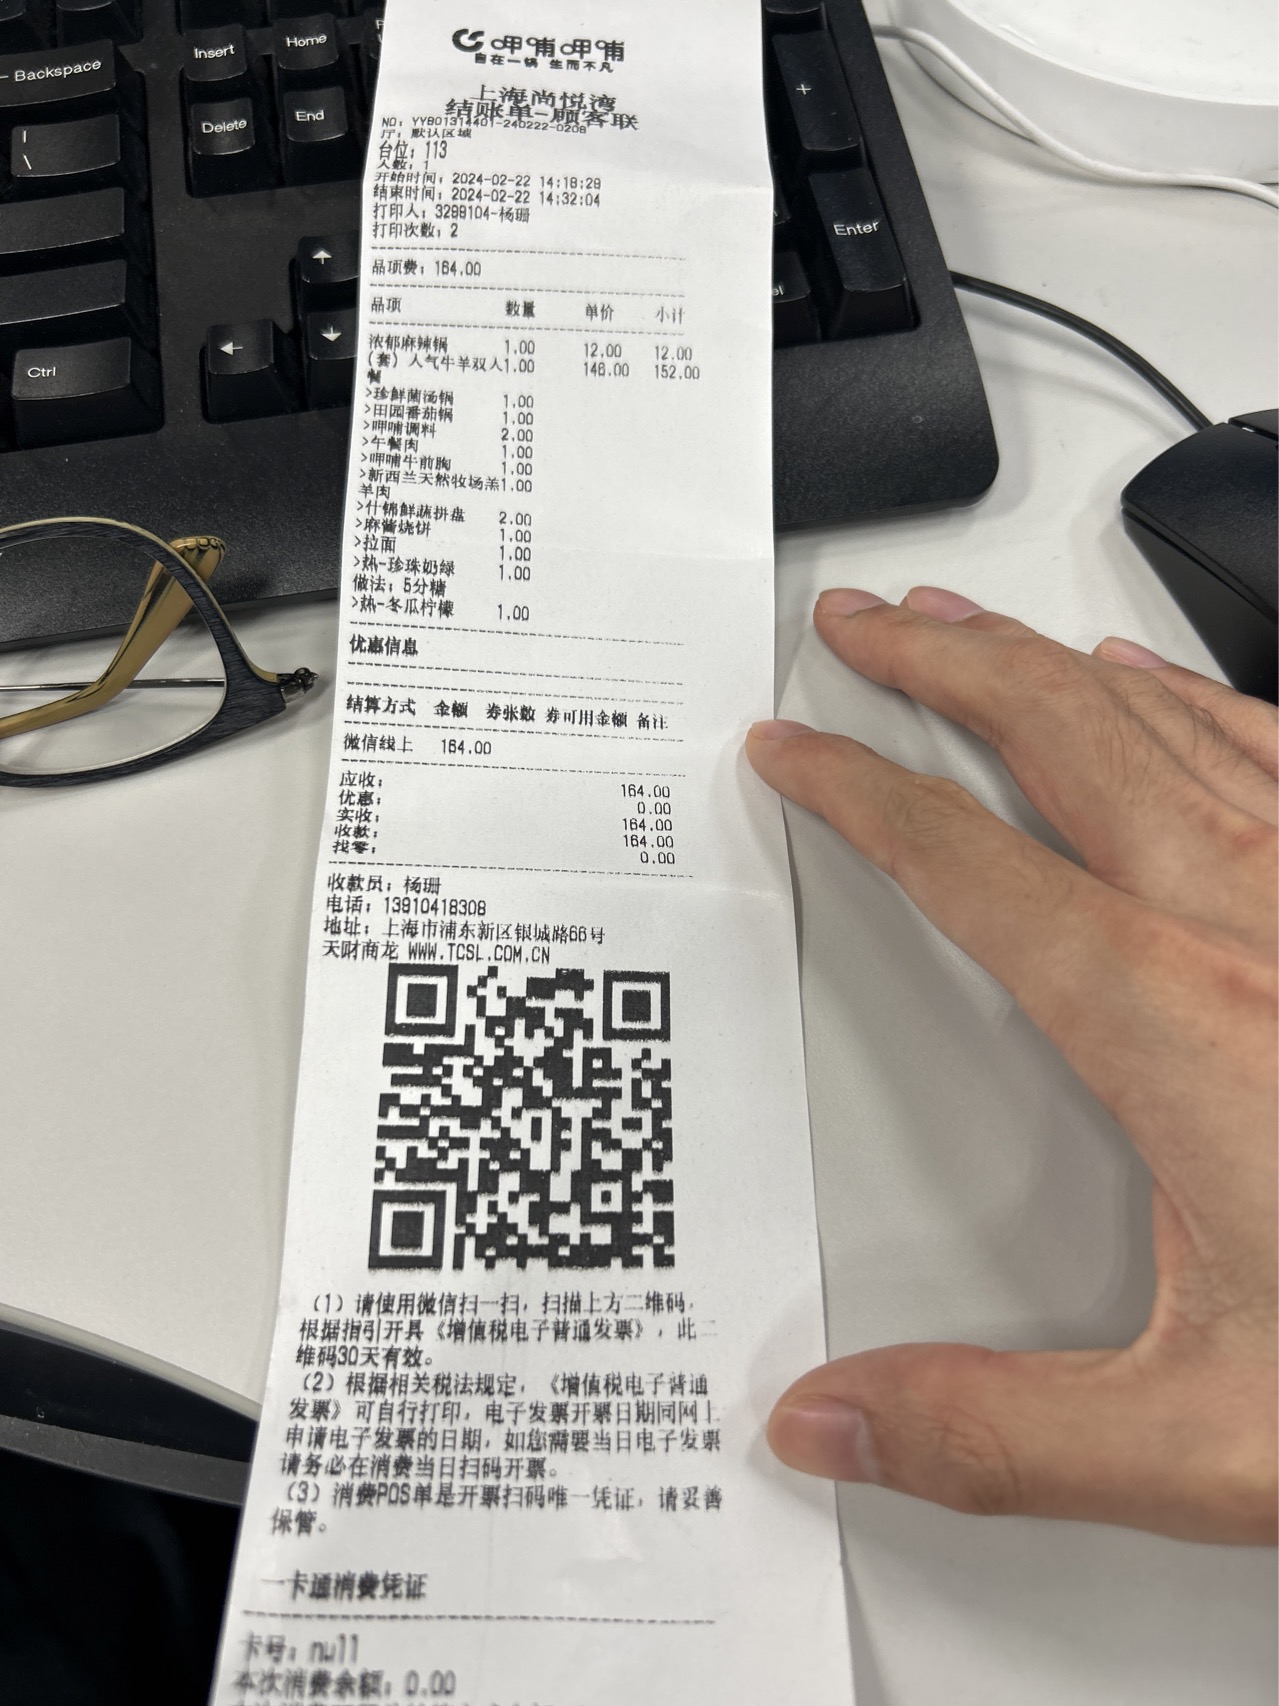 Backspace
Insert
Home
\
Delete
End
Ctrl
+
Enter
呷哺呷哺
自在一锅 生而不凡
上海尚悦湾
结账单-顾客联
NO: YYB01314401-240222-0208
厅: 默认区域
台位: 113
人数: 1
开始时间: 2024-02-22 14:18:29
结束时间: 2024-02-22 14:32:04
打印人: 3299104-杨珊
打印次数: 2
品项费: 164.00
品项 数量 单价 小计
浓郁麻辣锅 1.00 12.00 12.00
(套) 人气牛羊双人 1.00 148.00 152.00
餐
>珍鲜菌汤锅 1.00
>田园番茄锅 1.00
>呷哺调料 2.00
>午餐肉 1.00
>呷哺牛前胸 1.00
>新西兰天然牧场羔 1.00
羊肉
>什锦鲜蔬拼盘 2.00
>麻酱烧饼 1.00
>拉面 1.00
>热-珍珠奶绿 1.00
做法: 5分糖
>热-冬瓜柠檬 1.00
优惠信息
结算方式 金额 券张数 券可用金额 备注
微信线上 164.00
应收: 164.00
优惠: 0.00
实收: 164.00
收款: 164.00
找零: 0.00
收款员: 杨珊
电话: 13910418308
地址: 上海市浦东新区银城路66号
天财商龙 WWW.TCSL.COM.CN
(1) 请使用微信扫一扫, 扫描上方二维码,
根据指引开具《增值税电子普通发票》, 此二
维码30天有效。
(2) 根据相关税法规定, 《增值税电子普通
发票》可自行打印, 电子发票开票日期同网上
申请电子发票的日期, 如您需要当日电子发票
请务必在消费当日扫码开票。
(3) 消费POS单是开票扫码唯一凭证, 请妥善
保管。
一卡通消费凭证
卡号: null
本次消费余额: 0.00